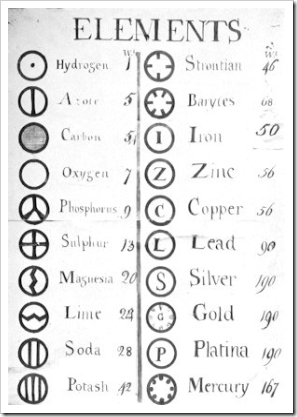 ELEMENTS
Hydrogen 1
Azote 5
Carbon 5
Oxygen 7
Phosphorus 9
Sulphur 13
Magnesia 20
Lime 24
Soda 28
Potash 42
Strontian 46
Barytes 68
I Iron 50
Z Zinc 56
C Copper 56
L Lead 90
S Silver 190
G Gold 190
P Platina 190
Mercury 167